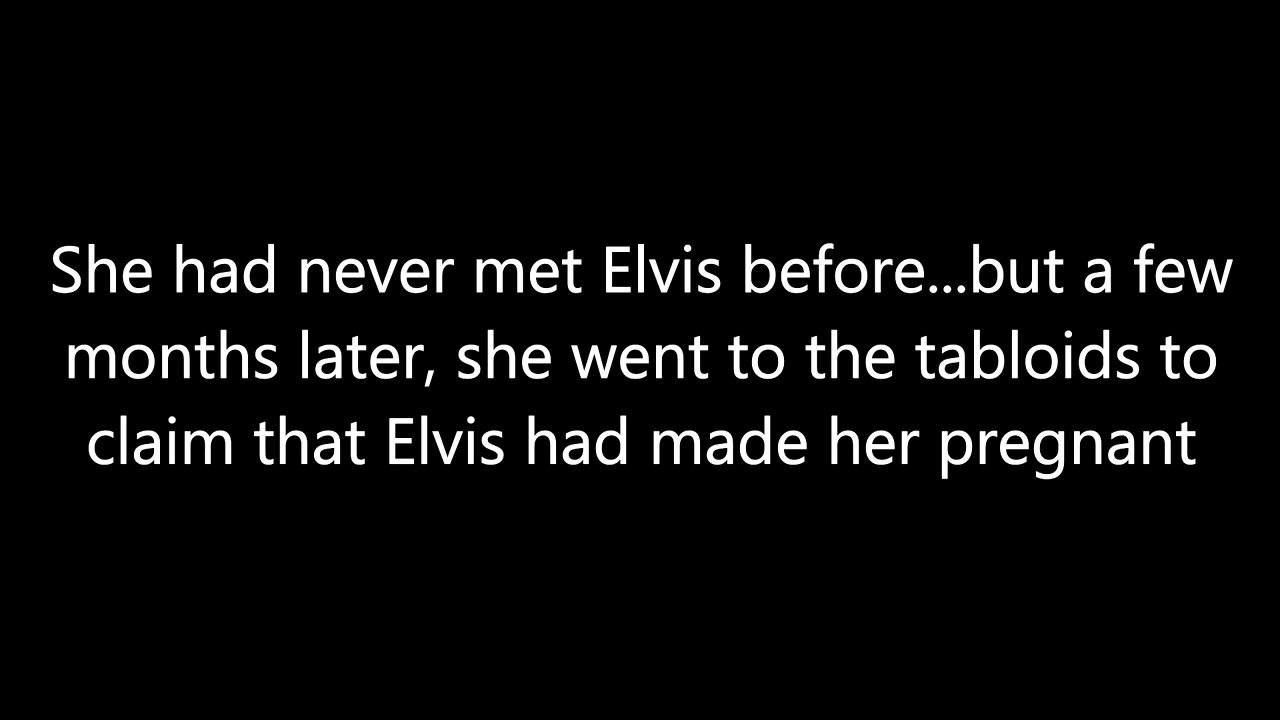 She had never met Elvis before...but a few
months later, she went to the tabloids to
claim that Elvis had made her pregnant